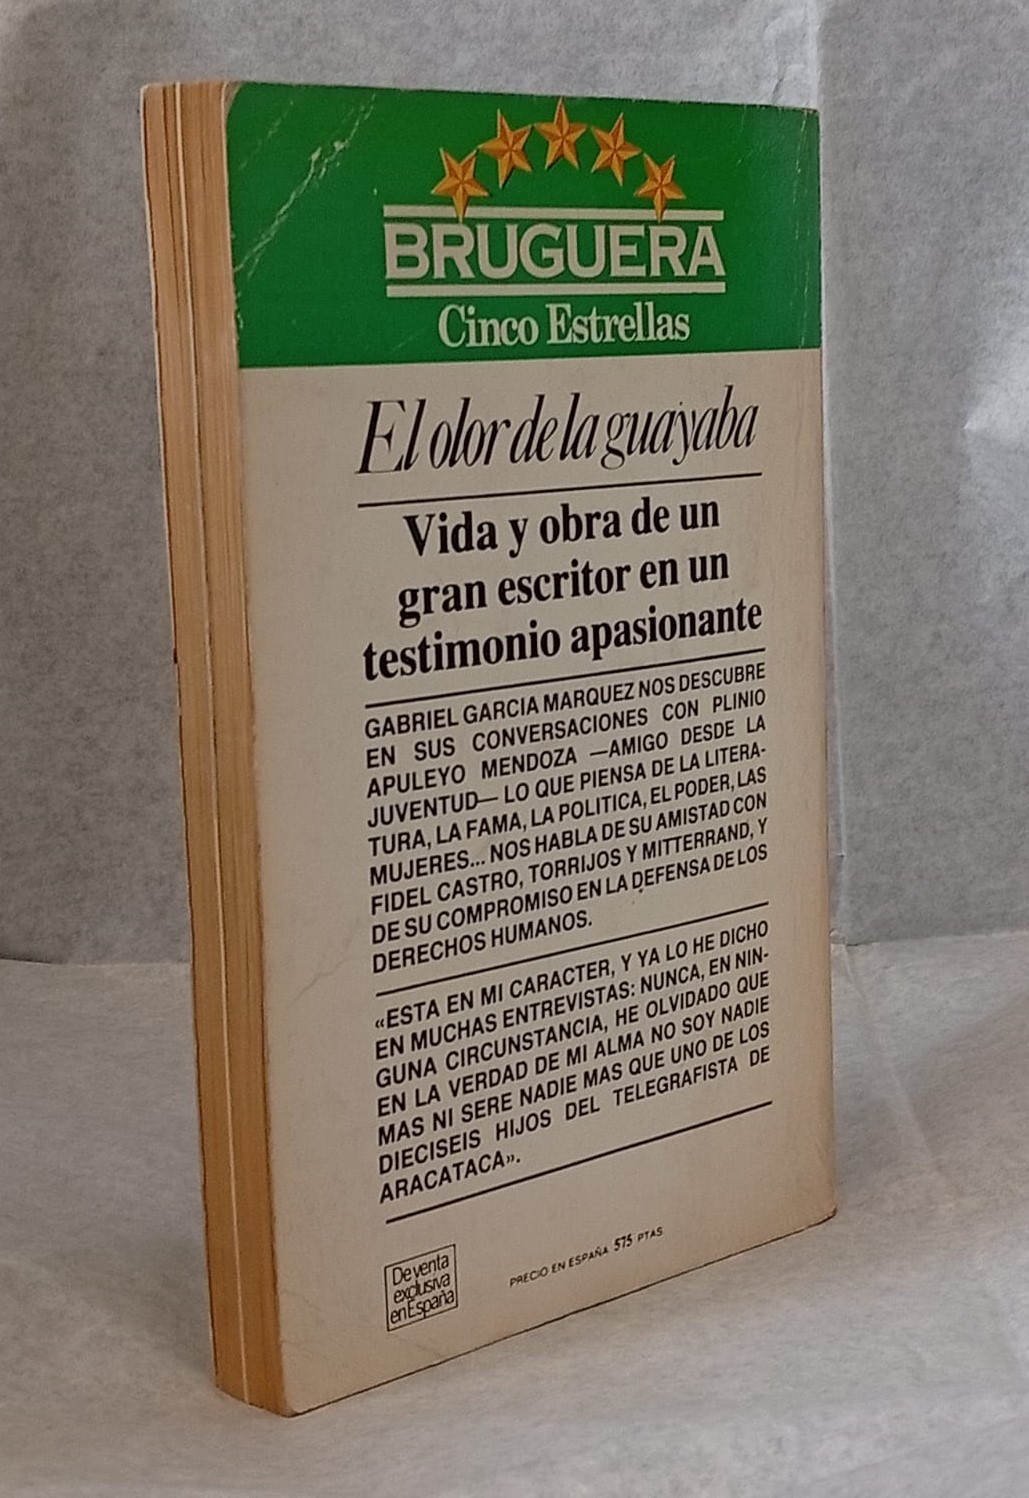 BRUGUERA
Cinco Estrellas
El olor de la guayaba
Vida y obra de un
gran escritor en un
testimonio apasionante
GABRIEL GARCIA MARQUEZ NOS DESCUBRE
EN SUS CONVERSACIONES CON PLINIO
APULEYO MENDOZA —AMIGO DESDE LA
JUVENTUD— LO QUE PIENSA DE LA LITERA-
TURA, LA FAMA, LA POLITICA, EL PODER, LAS
MUJERES... NOS HABLA DE SU AMISTAD CON
FIDEL CASTRO, TORRIJOS Y MITTERRAND, Y
DE SU COMPROMISO EN LA DEFENSA DE LOS
DERECHOS HUMANOS.
«ESTA EN MI CARACTER, Y YA LO HE DICHO
EN MUCHAS ENTREVISTAS: NUNCA, EN NIN-
GUNA CIRCUNSTANCIA, HE OLVIDADO QUE
EN LA VERDAD DE MI ALMA NO SOY NADIE
MAS NI SERE NADIE MAS QUE UNO DE LOS
DIECISEIS HIJOS DEL TELEGRAFISTA DE
ARACATACA».
De venta
exclusiva
en España
PRECIO EN ESPAÑA 575 PTAS